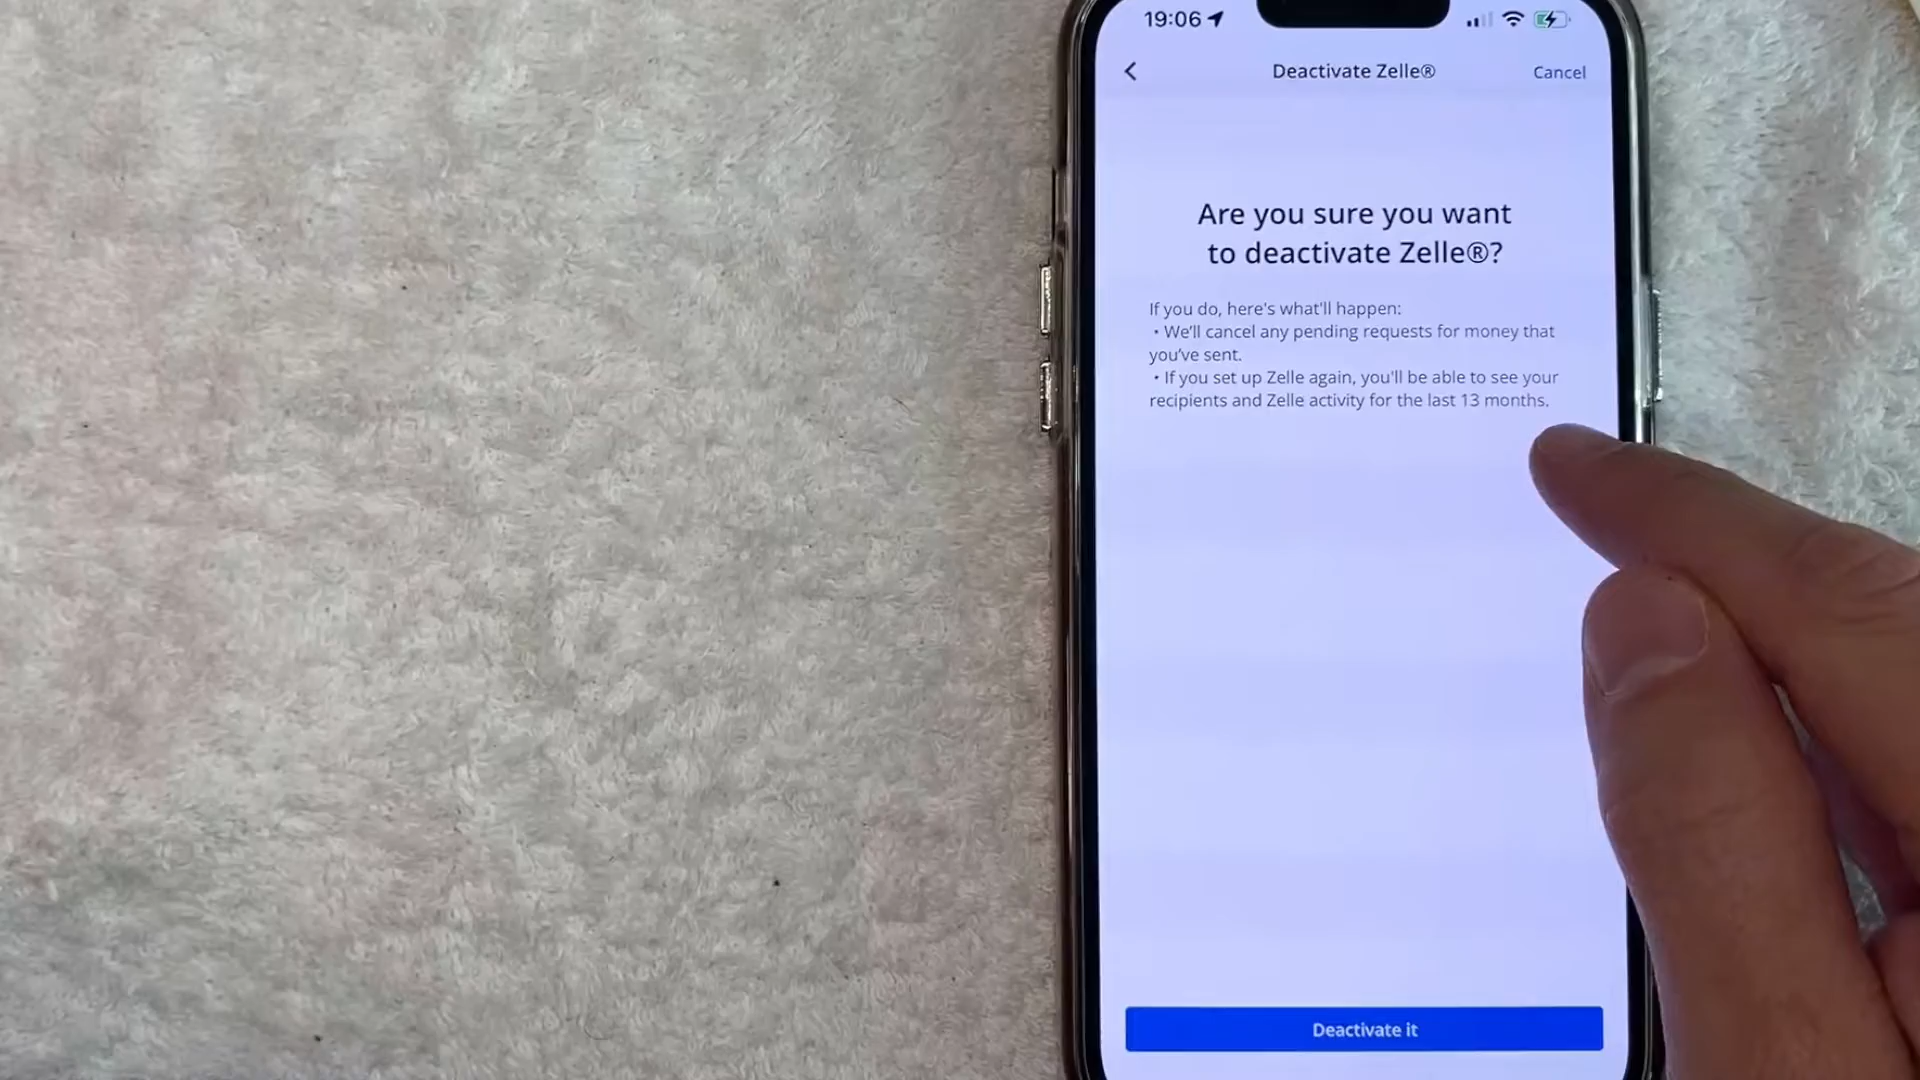 19:06
Deactivate Zelle®
Cancel
Are you sure you want
to deactivate Zelle®?
If you do, here's what'll happen:
• We'll cancel any pending requests for money that
you've sent.
• If you set up Zelle again, you'll be able to see your
recipients and Zelle activity for the last 13 months.
Deactivate it